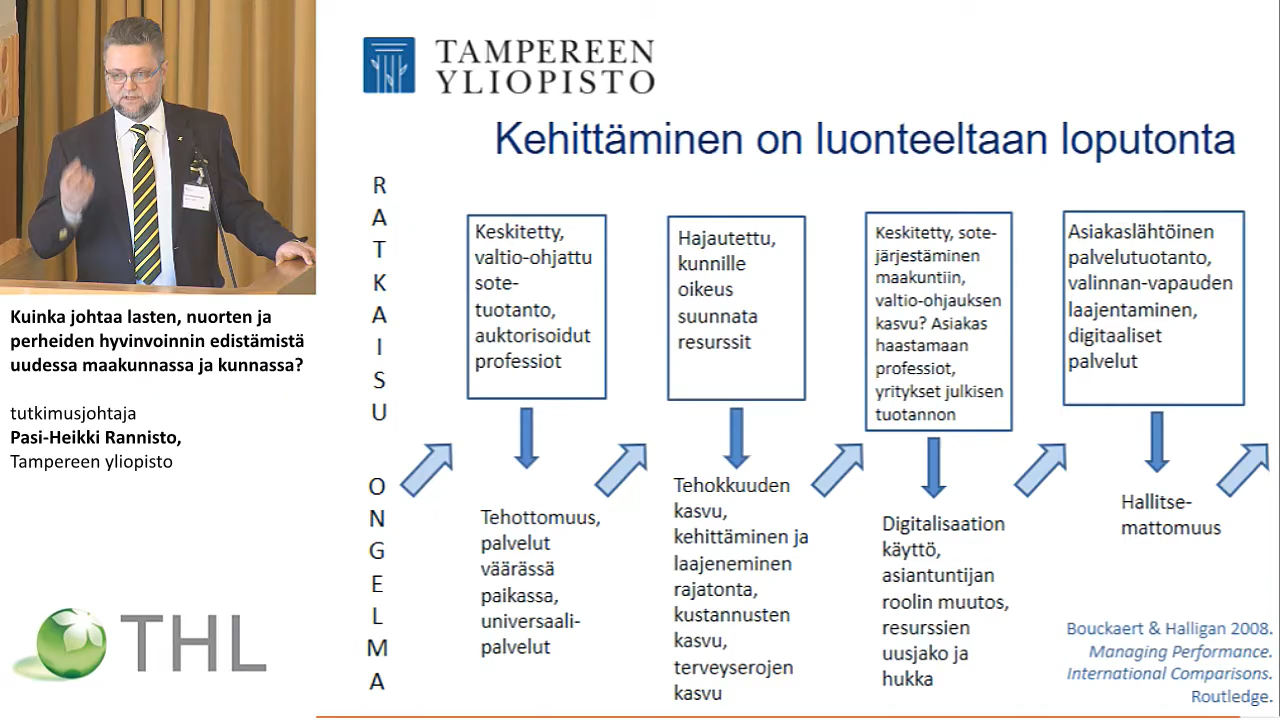 TAMPEREEN
YLIOPISTO
Kehittäminen on luonteeltaan loputonta
R
A
T
K
A
I
S
U
Keskitetty,
valtio-ohjattu
sote-
tuotanto,
auktorisoidut
professiot
Hajautettu,
kunnille
oikeus
suunnata
resurssit
Keskitetty, sote-
järjestäminen
maakuntiin,
valtio-ohjauksen
kasvu? Asiakas
haastamaan
professiot,
yritykset julkisen
tuotannon
Asiakaslähtöinen
palvelutuotanto,
valinnan-vapauden
laajentaminen,
digitaaliset
palvelut
O
N
G
E
L
M
A
Tehottomuus,
palvelut
väärässä
paikassa,
universaali-
palvelut
Tehokkuuden
kasvu,
kehittäminen ja
laajeneminen
rajatonta,
kustannusten
kasvu,
terveyserojen
kasvu
Digitalisaation
käyttö,
asiantuntijan
roolin muutos,
resurssien
uusjako ja
hukka
Hallitse-
mattomuus
Bouckaert & Halligan 2008.
Managing Performance.
International Comparisons.
Routledge.
Kuinka johtaa lasten, nuorten ja
perheiden hyvinvoinnin edistämistä
uudessa maakunnassa ja kunnassa?
tutkimusjohtaja
Pasi-Heikki Rannisto,
Tampereen yliopisto
THL